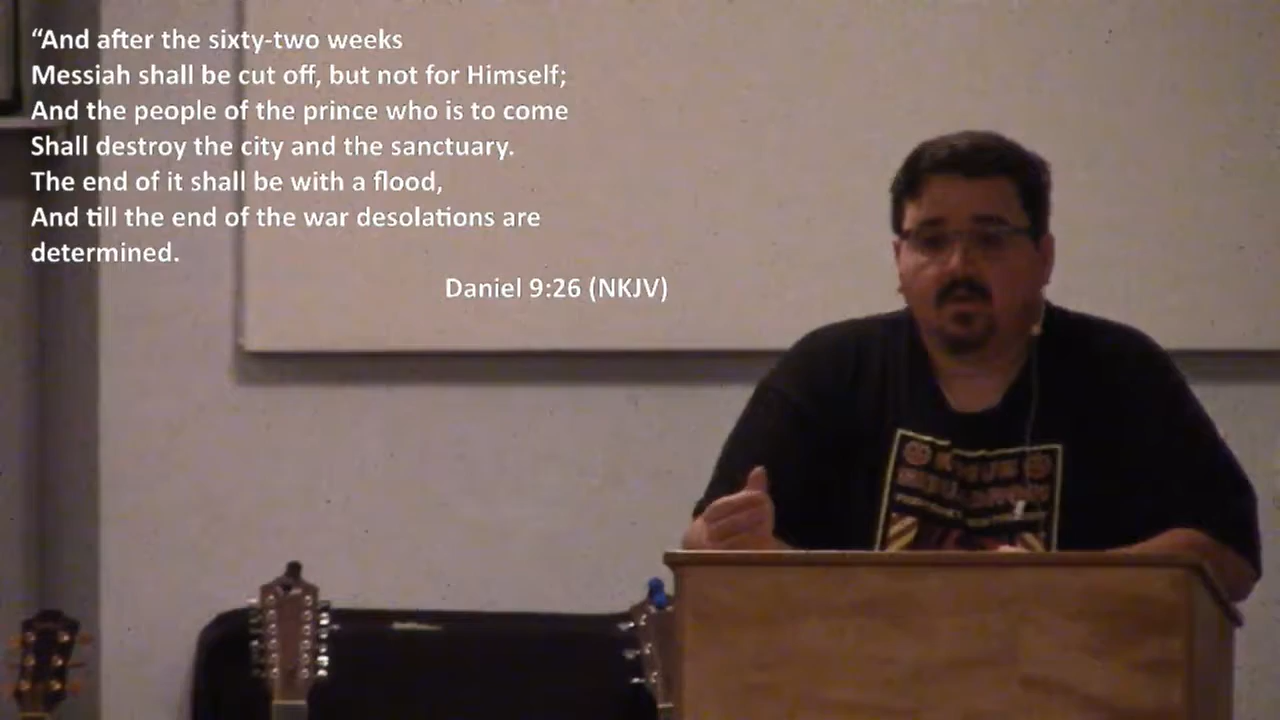 “And after the sixty-two weeks
Messiah shall be cut off, but not for Himself;
And the people of the prince who is to come
Shall destroy the city and the sanctuary.
The end of it shall be with a flood,
And till the end of the war desolations are
determined.
Daniel 9:26 (NKJV)